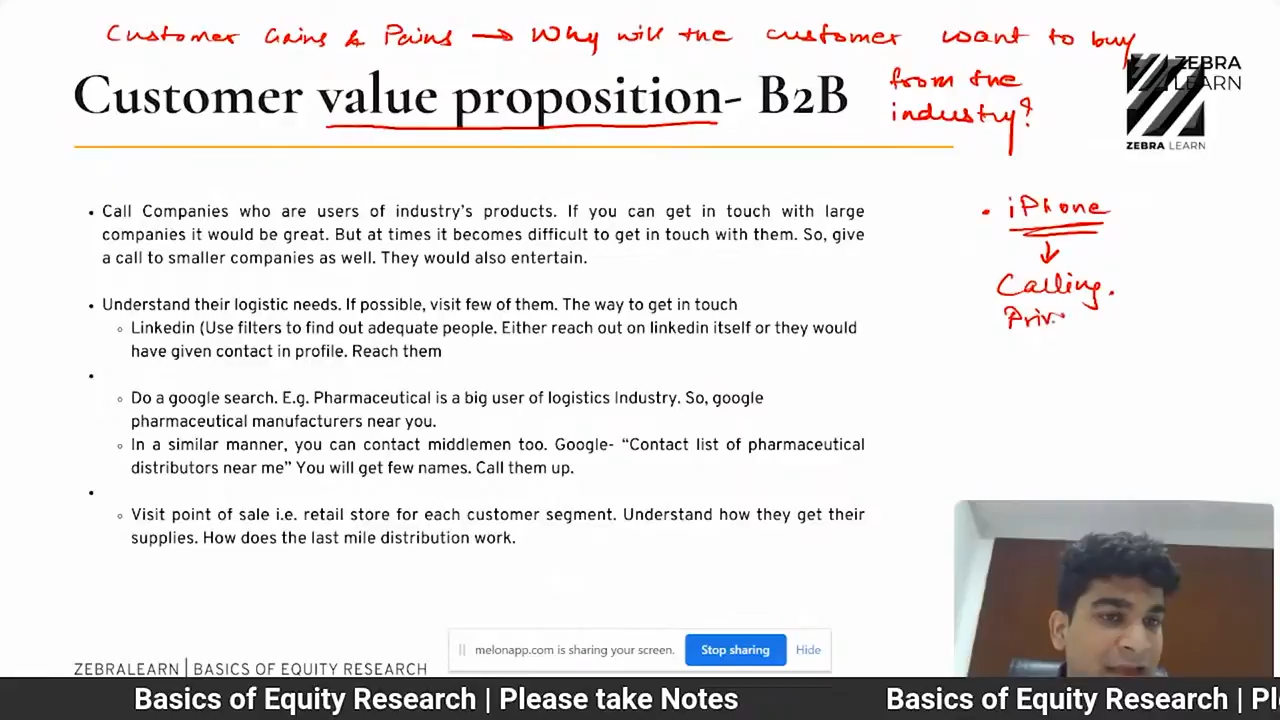 Customer Gains & Pains → Why will the customer want to buy
from the
industry?
Customer value proposition- B2B
ZEBRA
LEARN
ZEBRA LEARN
• Call Companies who are users of industry's products. If you can get in touch with large
companies it would be great. But at times it becomes difficult to get in touch with them. So, give
a call to smaller companies as well. They would also entertain.
• Understand their logistic needs. If possible, visit few of them. The way to get in touch
◦ Linkedin (Use filters to find out adequate people. Either reach out on linkedin itself or they would
have given contact in profile. Reach them
•
◦ Do a google search. E.g. Pharmaceutical is a big user of logistics Industry. So, google
pharmaceutical manufacturers near you.
◦ In a similar manner, you can contact middlemen too. Google- “Contact list of pharmaceutical
distributors near me” You will get few names. Call them up.
•
◦ Visit point of sale i.e. retail store for each customer segment. Understand how they get their
supplies. How does the last mile distribution work.
• iPhone
↓
Calling.
Priv
melonapp.com is sharing your screen. Stop sharing Hide
ZEBRALEARN | BASICS OF EQUITY RESEARCH
Basics of Equity Research | Please take Notes Basics of Equity Research | Pl